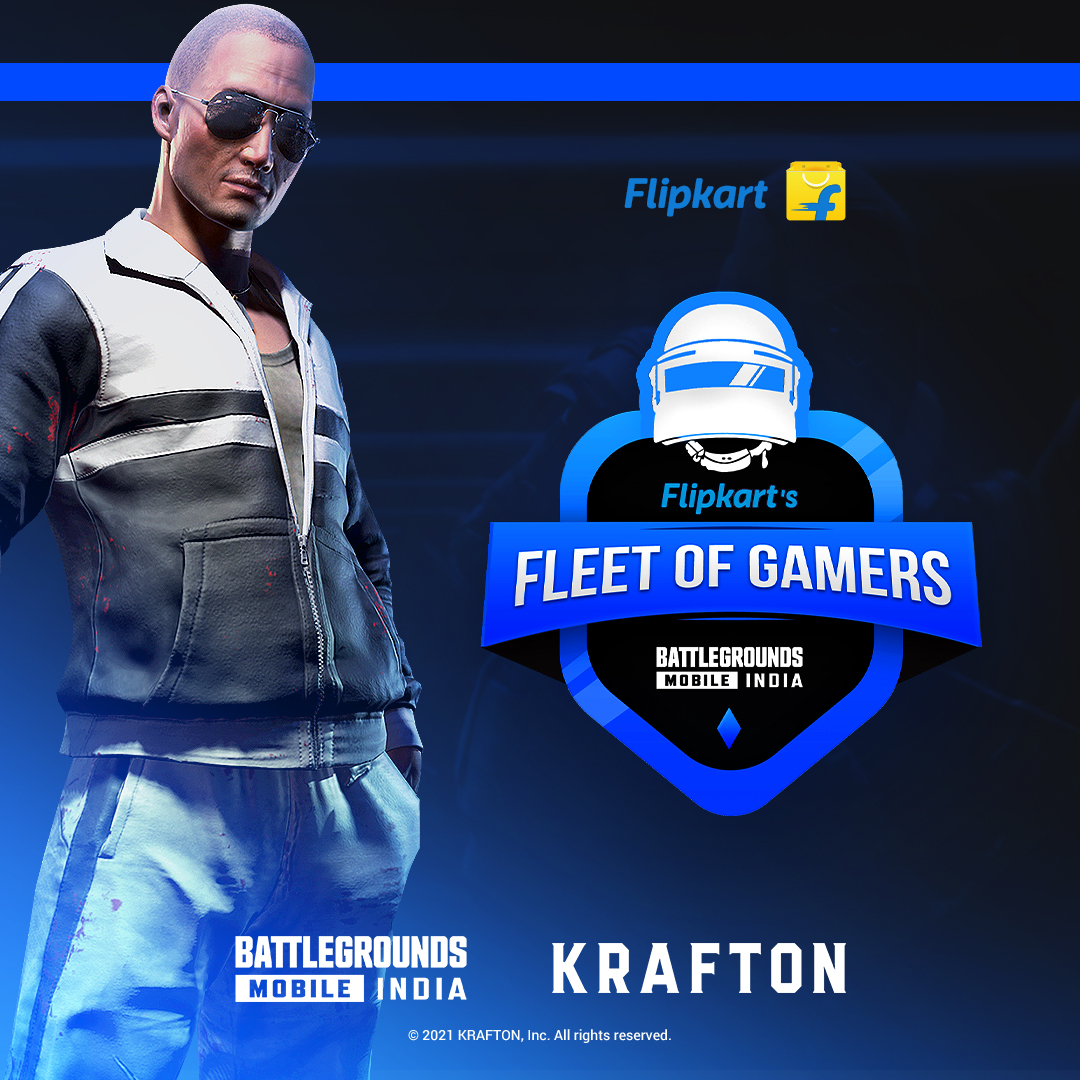 Flipkart
Flipkart's
FLEET OF GAMERS
BATTLEGROUNDS
MOBILE INDIA
BATTLEGROUNDS
MOBILE INDIA
KRAFTON
© 2021 KRAFTON, Inc. All rights reserved.